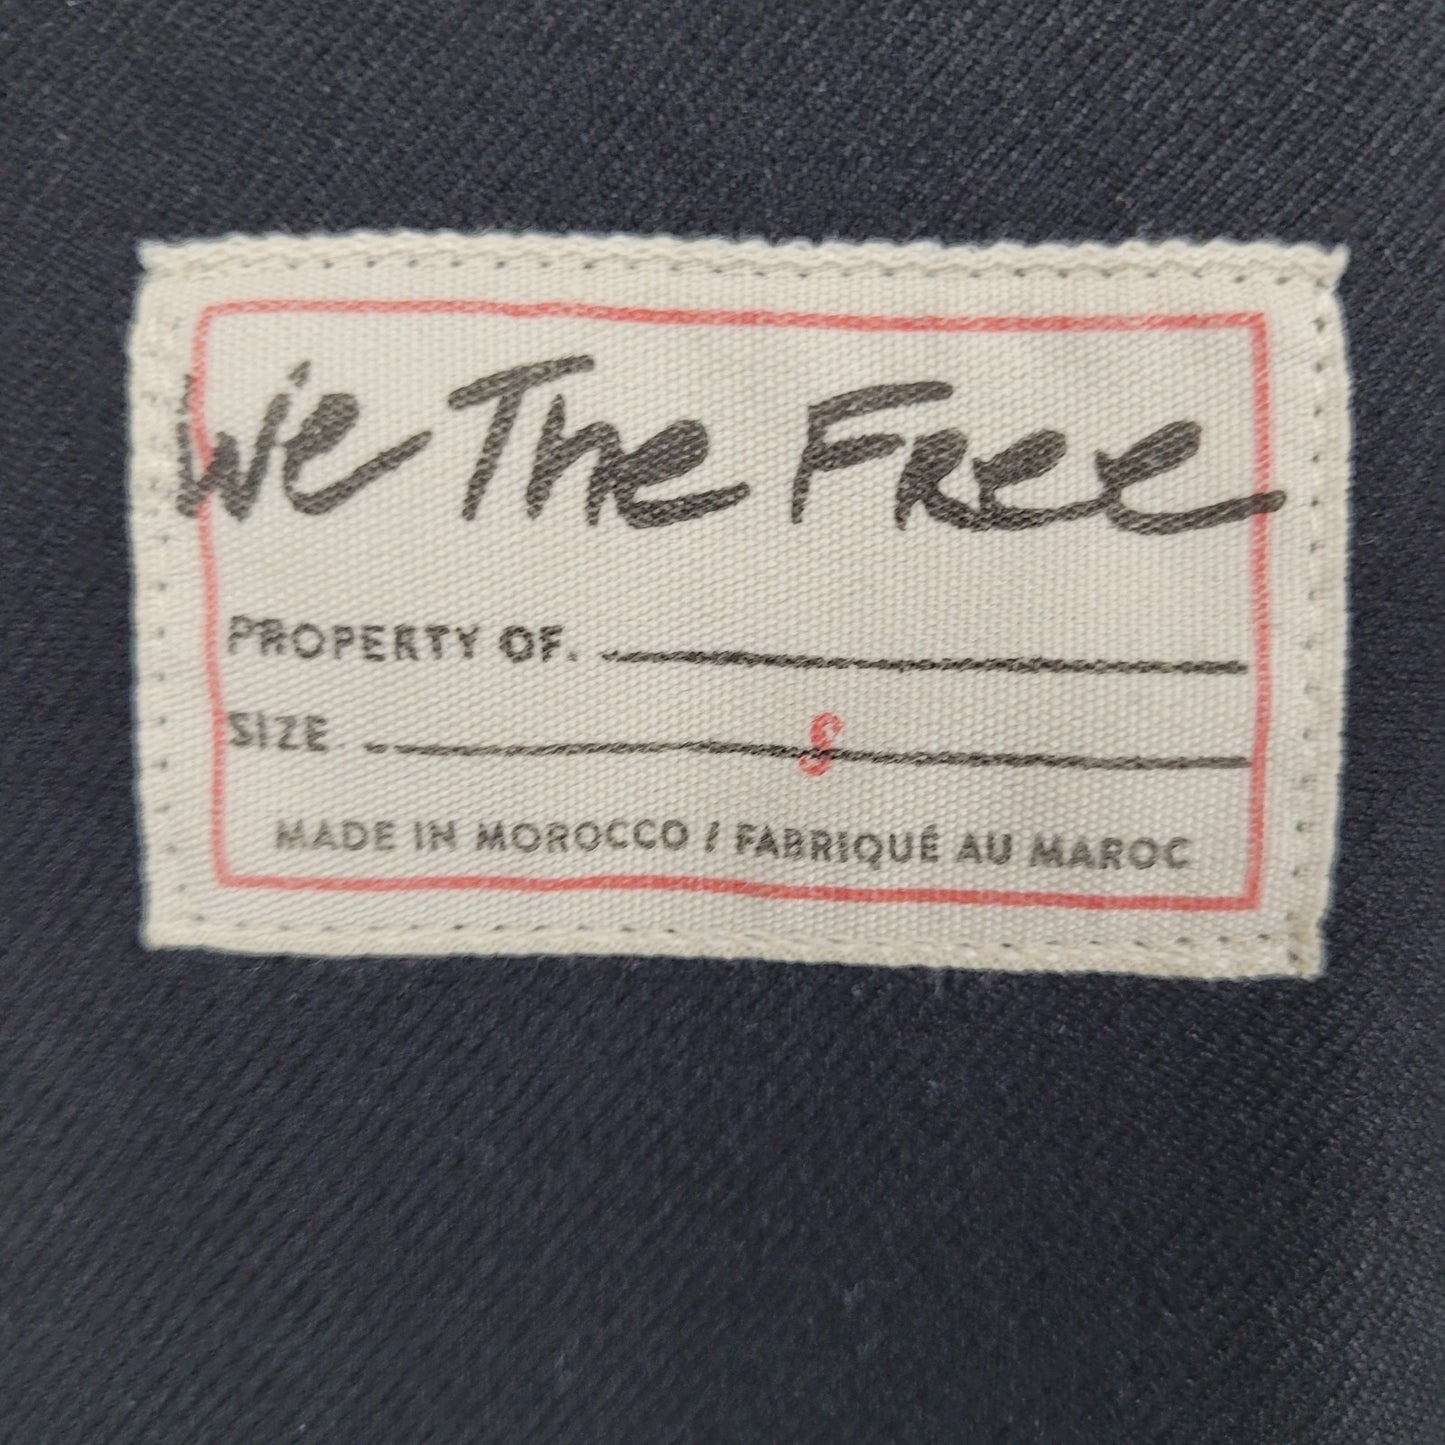 We The Free
PROPERTY OF.
SIZE. S
MADE IN MOROCCO / FABRIQUÉ AU MAROC